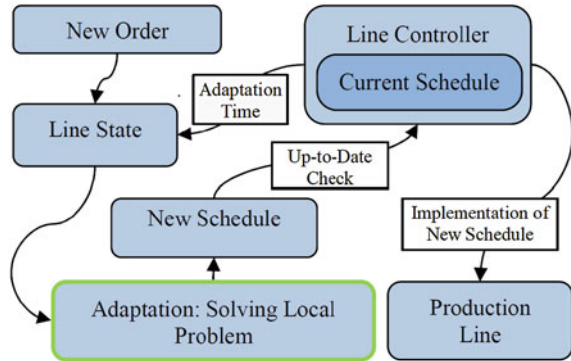 New Order
Line Controller
Current Schedule
Adaptation
Time
Line State
Up-to-Date
Check
New Schedule
Implementation of
New Schedule
Adaptation: Solving Local
Problem
Production
Line